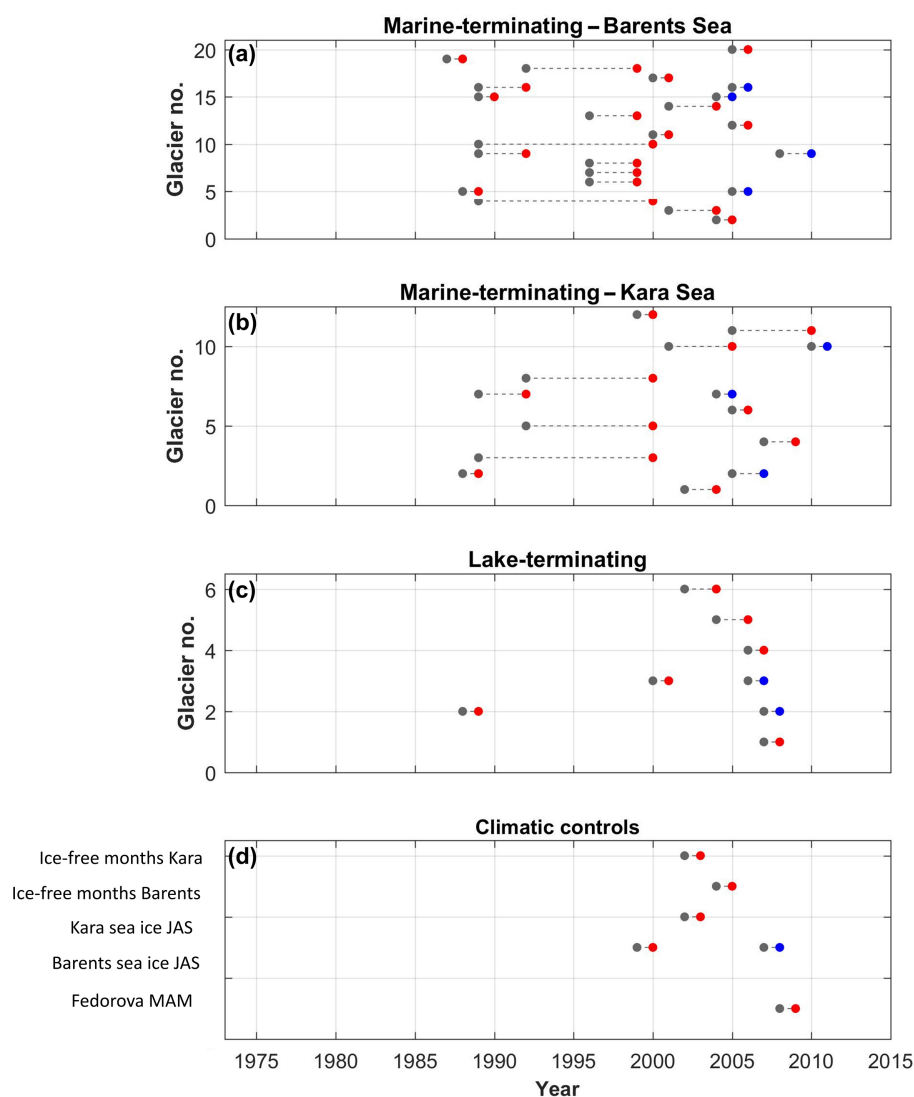 Marine-terminating – Barents Sea
(a)
20
15
10
5
0
Glacier no.
Marine-terminating – Kara Sea
(b)
10
5
0
Glacier no.
Lake-terminating
(c)
6
4
2
0
Glacier no.
Climatic controls
(d)
Ice-free months Kara
Ice-free months Barents
Kara sea ice JAS
Barents sea ice JAS
Fedorova MAM
1975 1980 1985 1990 1995 2000 2005 2010 2015
Year